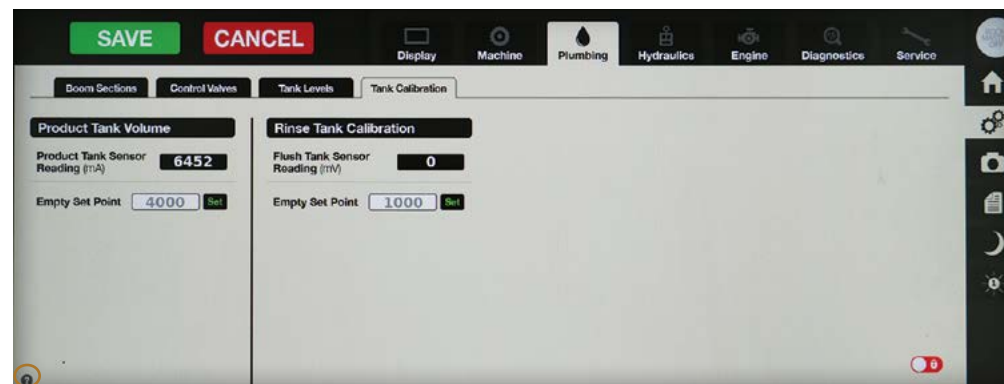 SAVE
CANCEL
Display
Machine
Plumbing
Hydraulics
Engine
Diagnostics
Service
Boom Sections
Control Valves
Tank Levels
Tank Calibration
Product Tank Volume
Product Tank Sensor
Reading (mA)
6452
Empty Set Point
4000
Set
Rinse Tank Calibration
Flush Tank Sensor
Reading (mV)
0
Empty Set Point
1000
Set
?